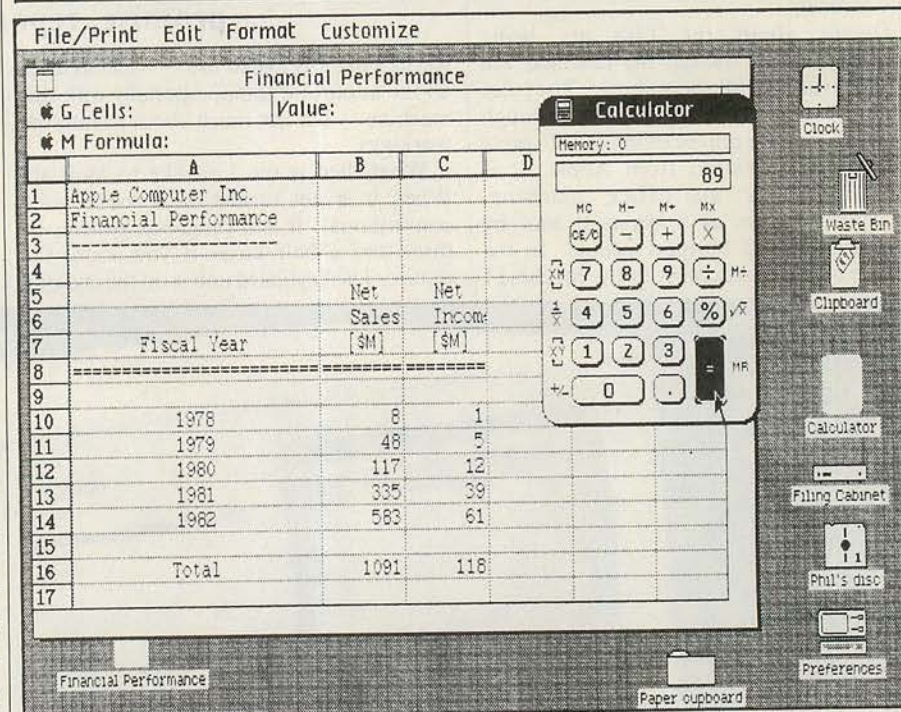 File/Print Edit Format Customize
Financial Performance
G Cells: Value:
M Formula:
A B C D
1 Apple Computer Inc.
2 Financial Performance
3 --------------------
4
5 Net Net
6 Sales Incom
7 Fiscal Year [$M] [$M]
8 ========================= ======== ========
9
10 1978 8 1
11 1979 48 5
12 1980 117 12
13 1981 335 39
14 1982 583 61
15
16 Total 1091 118
17
Calculator
Memory: 0
89
MC M- M+ MX
CE/C - + X
XM 7 8 9 ÷ M÷
1/X 4 5 6 % √X
XY 1 2 3 = MR
+/- 0 .
Clock
Waste Bin
Clipboard
Calculator
Filing Cabinet
1
Phil's disc
Preferences
Financial Performance
Paper cupboard